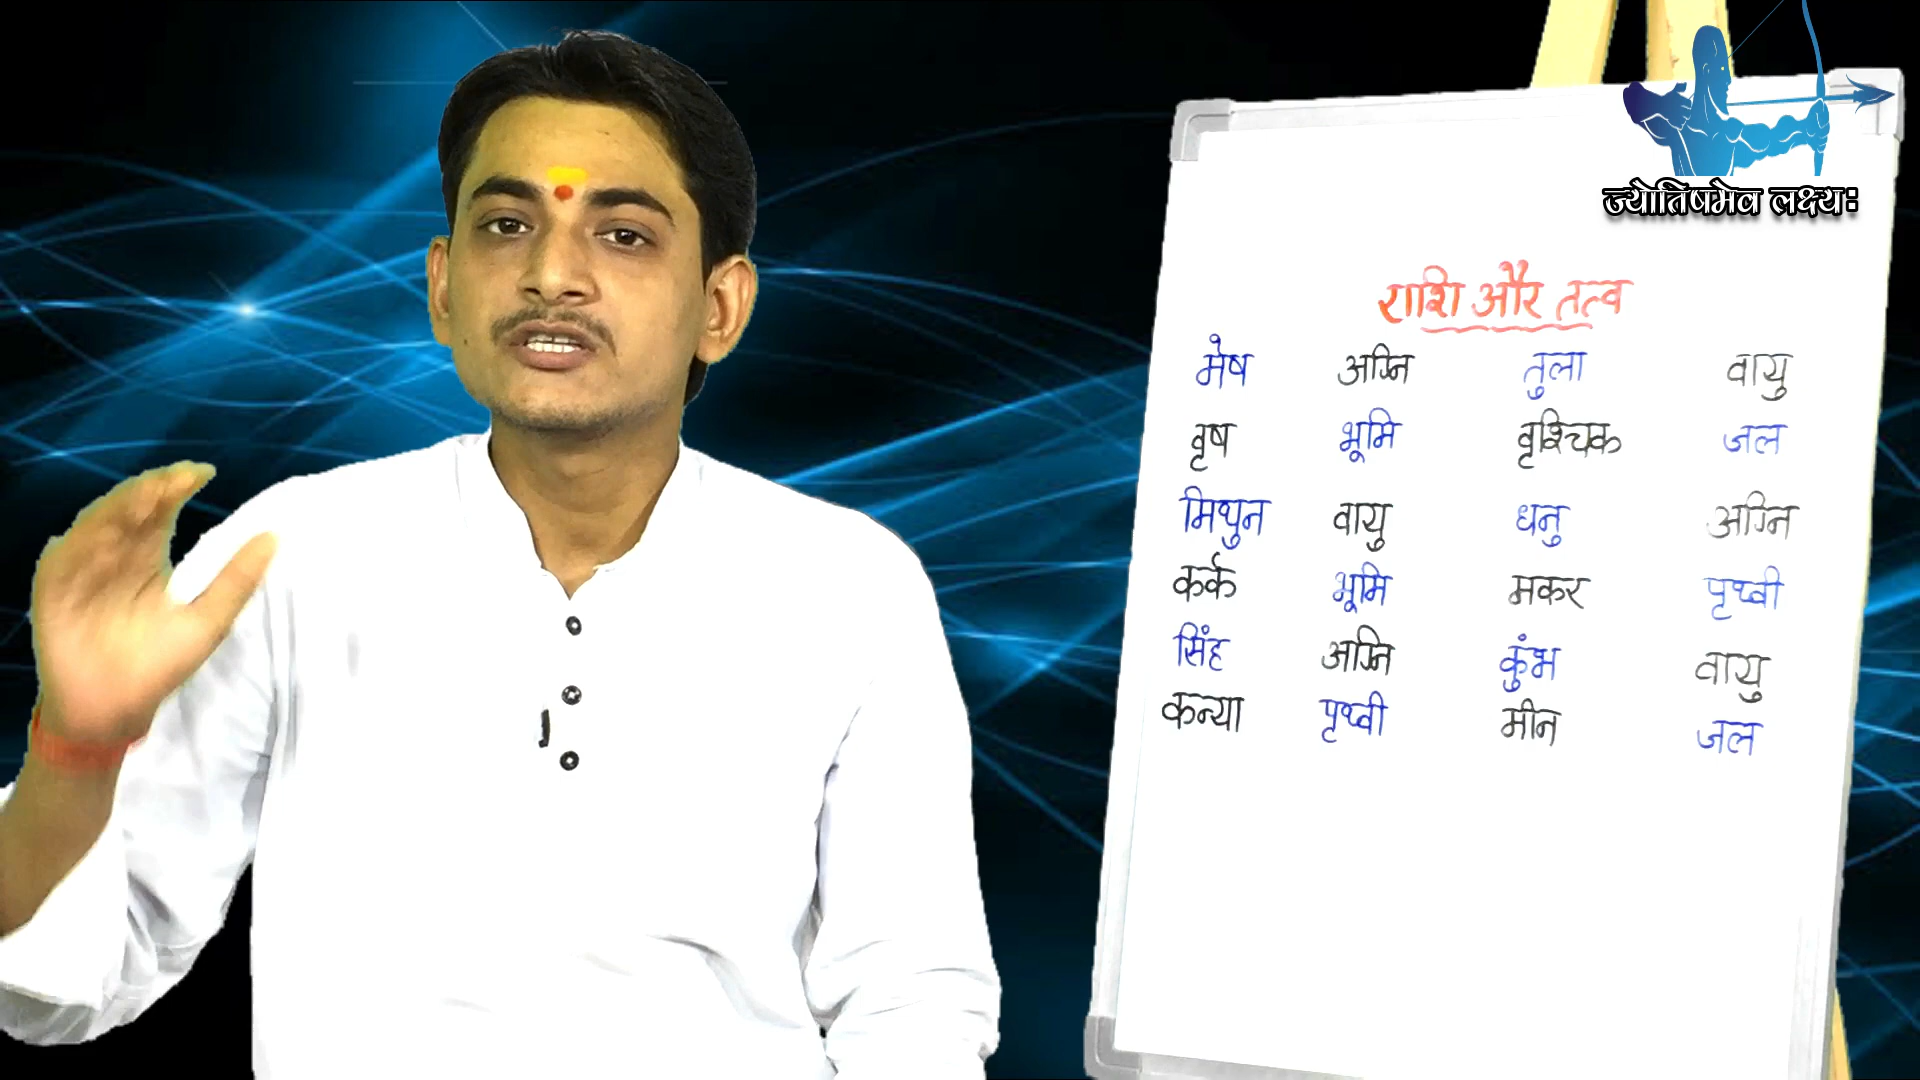 ज्योतिषमेव लक्ष्यः
राशि और तत्व
मेष अग्नि तुला वायु
वृष भूमि वृश्चिक जल
मिथुन वायु धनु अग्नि
कर्क भूमि मकर पृथ्वी
सिंह अग्नि कुंभ वायु
कन्या पृथ्वी मीन जल